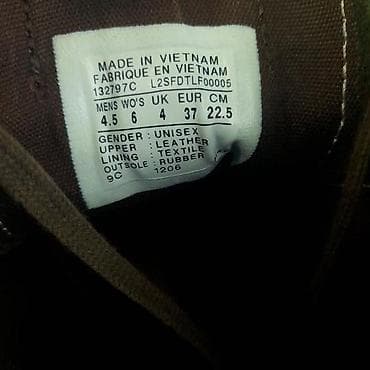 MADE IN VIETNAM
FABRIQUE EN VIETNAM
132797C L2SFDTLF00005
MENS WO'S UK EUR CM
4.5 6 4 37 22.5
GENDER : UNISEX
UPPER : LEATHER
LINING : TEXTILE
OUTSOLE : RUBBER
9C 1206